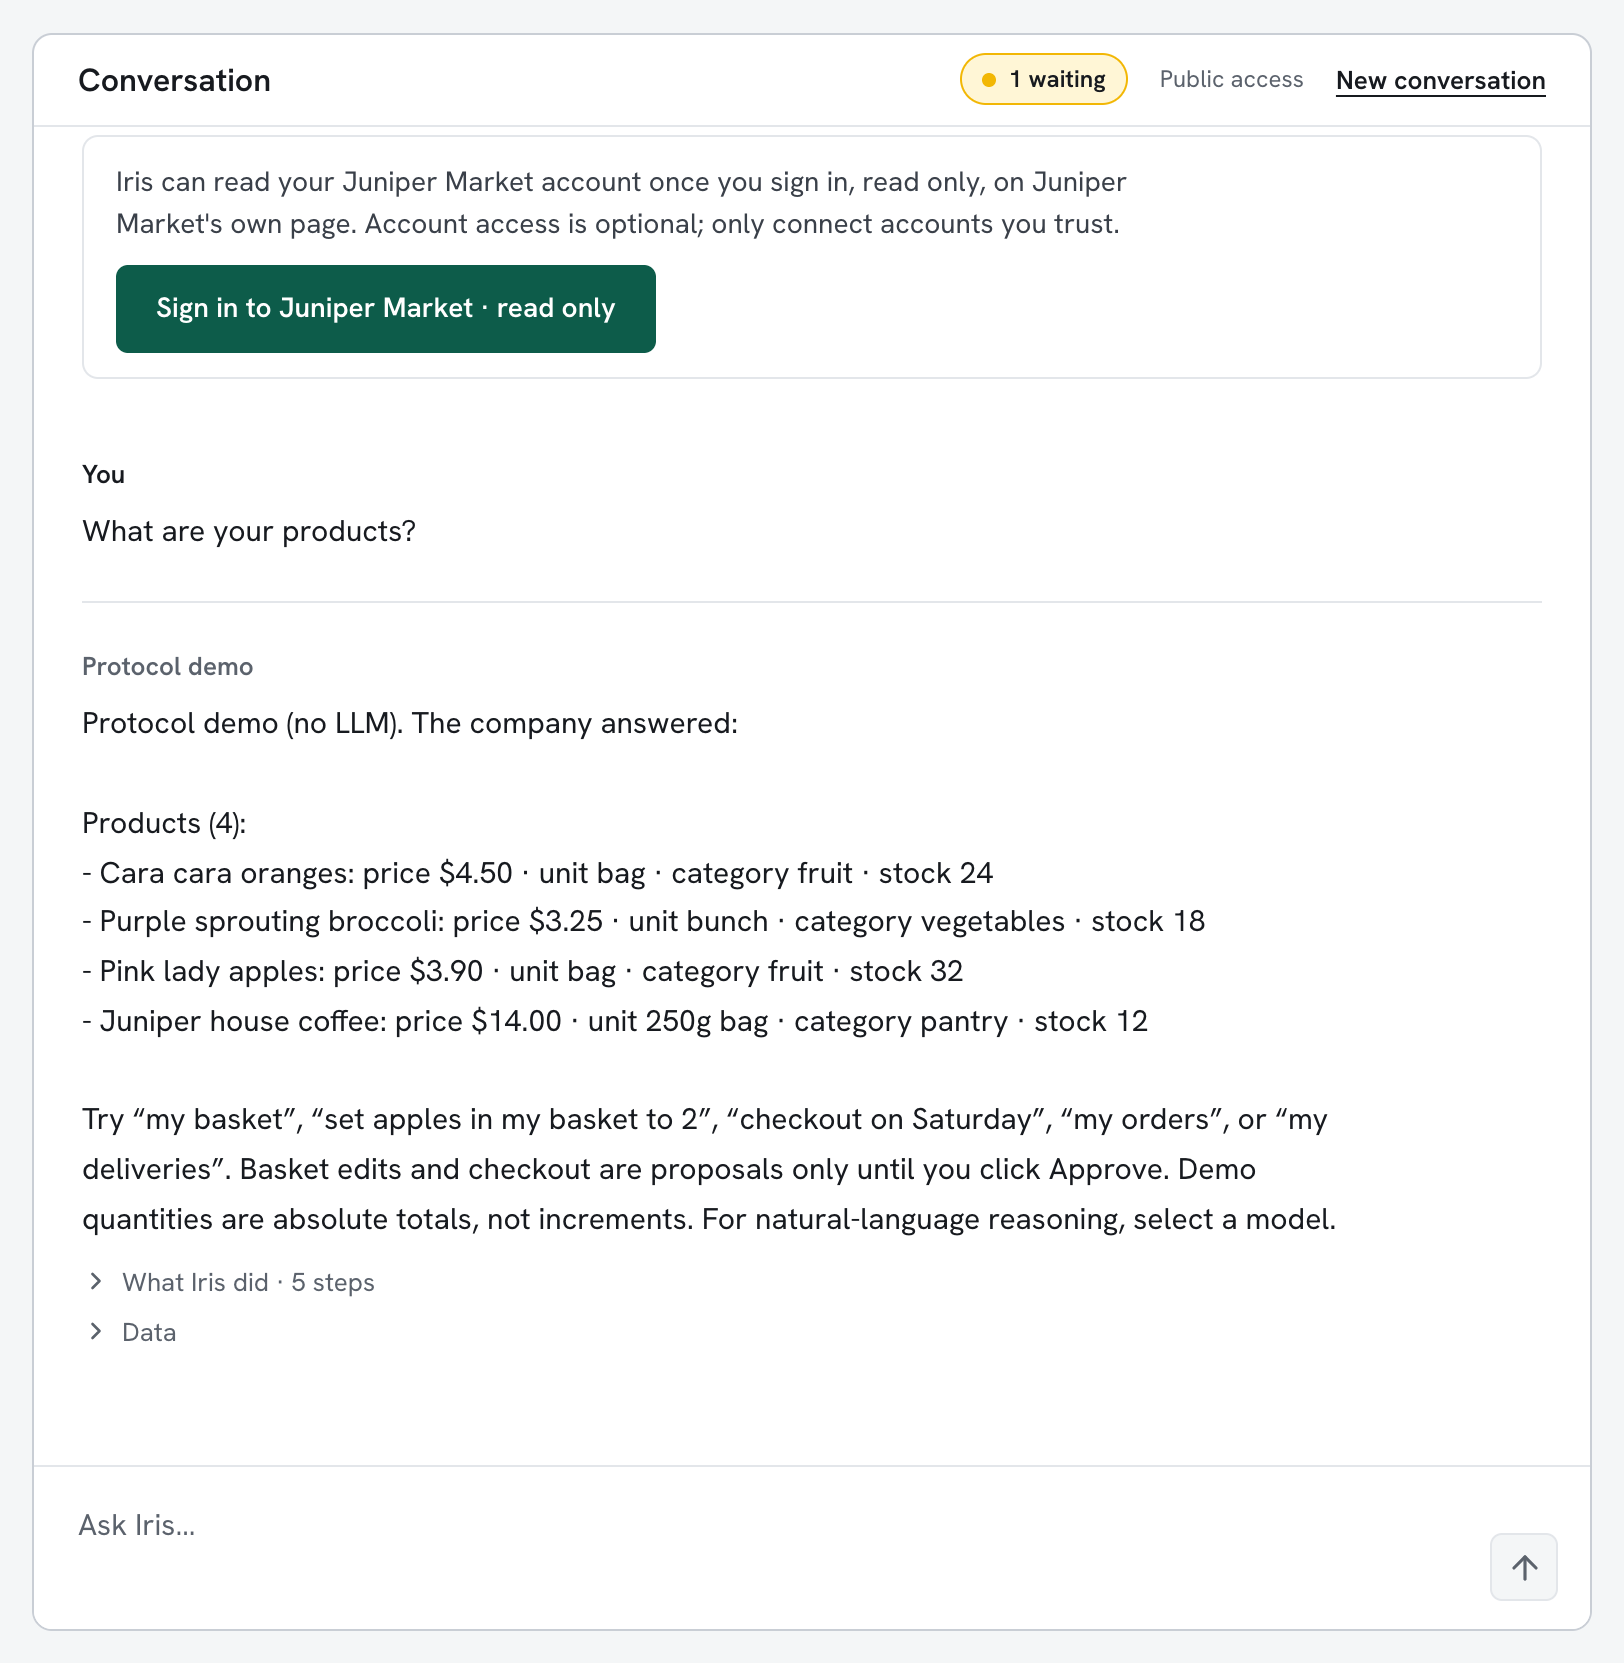 Conversation
1 waiting
Public access
New conversation
Iris can read your Juniper Market account once you sign in, read only, on Juniper
Market's own page. Account access is optional; only connect accounts you trust.
Sign in to Juniper Market · read only
You
What are your products?
Protocol demo
Protocol demo (no LLM). The company answered:
Products (4):
- Cara cara oranges: price $4.50 · unit bag · category fruit · stock 24
- Purple sprouting broccoli: price $3.25 · unit bunch · category vegetables · stock 18
- Pink lady apples: price $3.90 · unit bag · category fruit · stock 32
- Juniper house coffee: price $14.00 · unit 250g bag · category pantry · stock 12
Try “my basket”, “set apples in my basket to 2”, “checkout on Saturday”, “my orders”, or “my
deliveries”. Basket edits and checkout are proposals only until you click Approve. Demo
quantities are absolute totals, not increments. For natural-language reasoning, select a model.
What Iris did · 5 steps
Data
Ask Iris...